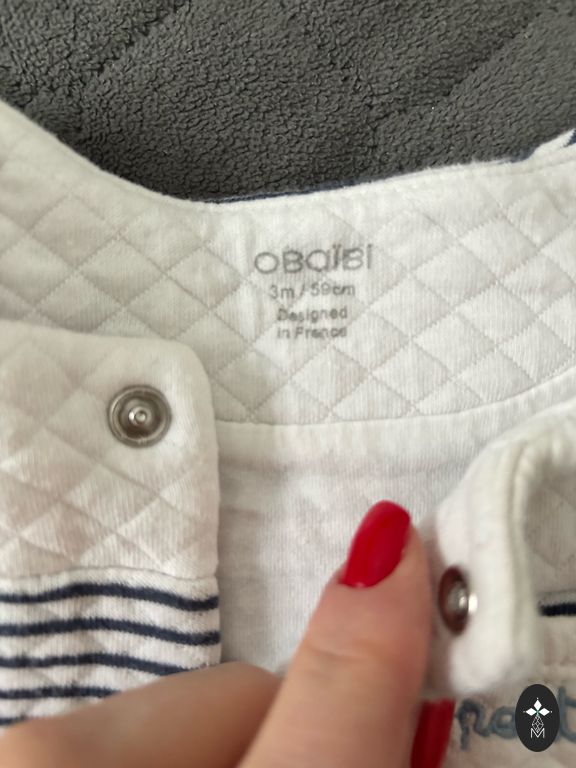 OBaïBi
3m / 59cm
Designed
in France